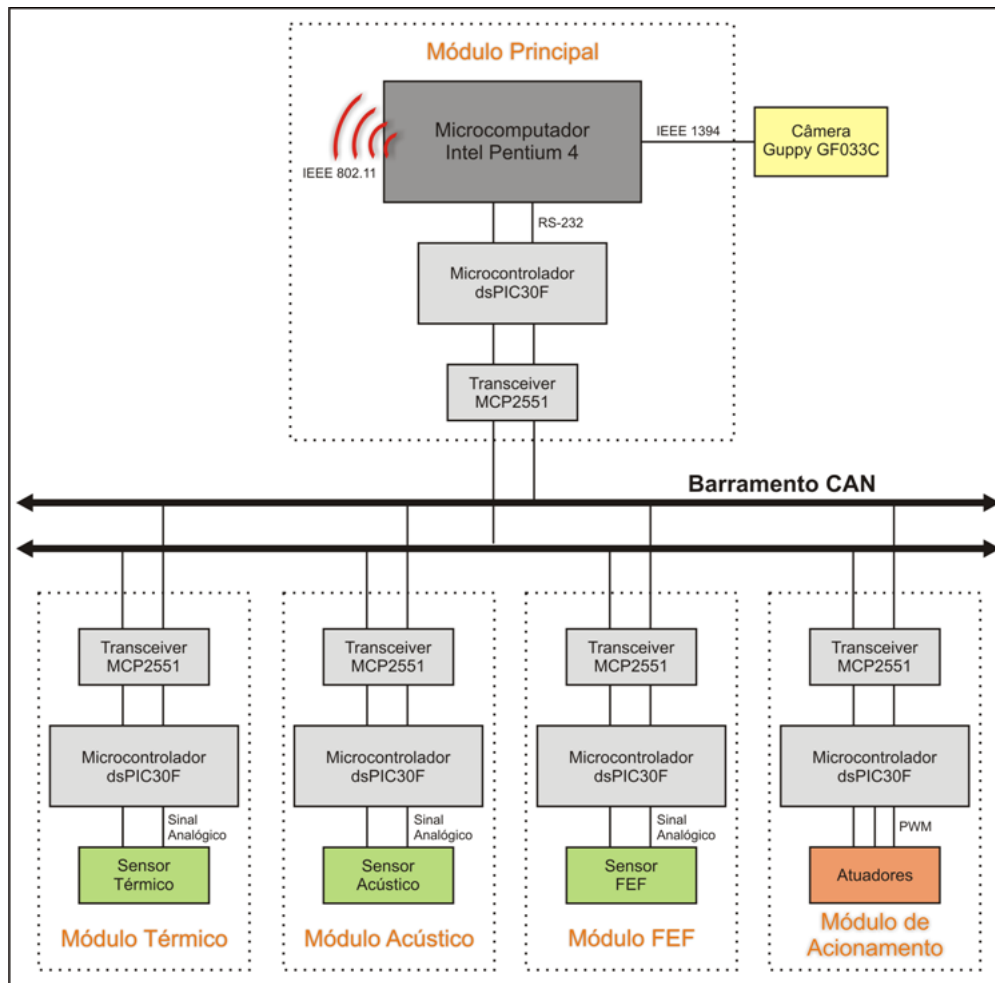 Módulo Principal
Microcomputador
Intel Pentium 4
IEEE 802.11
IEEE 1394
Câmera
Guppy GF033C
RS-232
Microcontrolador
dsPIC30F
Transceiver
MCP2551
Barramento CAN
Transceiver
MCP2551
Microcontrolador
dsPIC30F
Sinal
Analógico
Sensor
Térmico
Módulo Térmico
Transceiver
MCP2551
Microcontrolador
dsPIC30F
Sinal
Analógico
Sensor
Acústico
Módulo Acústico
Transceiver
MCP2551
Microcontrolador
dsPIC30F
Sinal
Analógico
Sensor
FEF
Módulo FEF
Transceiver
MCP2551
Microcontrolador
dsPIC30F
PWM
Atuadores
Módulo de
Acionamento